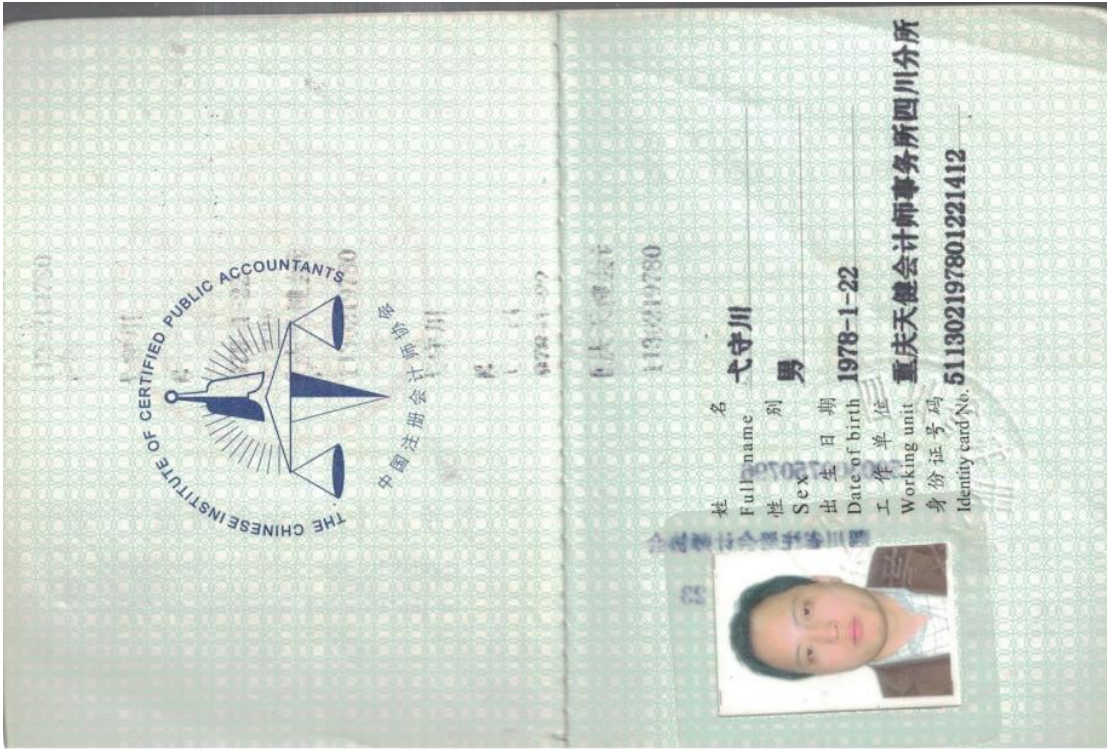 THE CHINESE INSTITUTE OF CERTIFIED PUBLIC ACCOUNTANTS
中国注册会计师协会
姓 名 弋守川
Full name
性 别 男
Sex
出生日期 1978-1-22
Date of birth
工作单位 重庆天健会计师事务所四川分所
Working unit
身份证号码 511302197801221412
Identity card No.